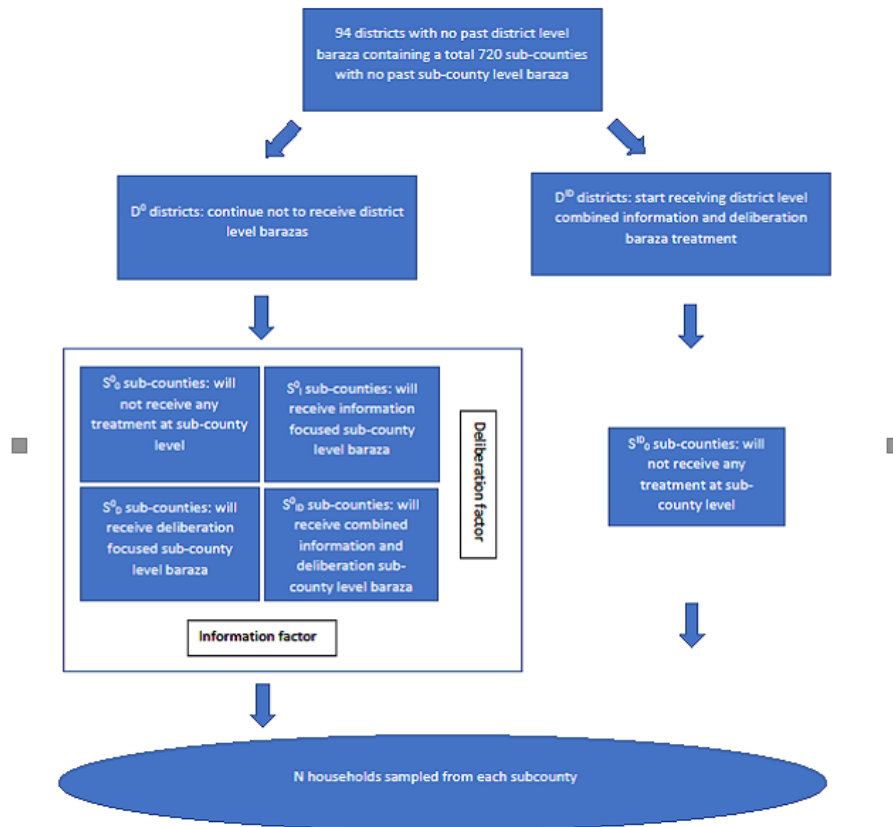 94 districts with no past district level
baraza containing a total 720 sub-counties
with no past sub-county level baraza
D⁰ districts: continue not to receive district
level barazas
Dᴵᴰ districts: start receiving district level
combined information and deliberation
baraza treatment
S⁰₀ sub-counties: will
not receive any
treatment at sub-county
level
S⁰I sub-counties: will
receive information
focused sub-county
level baraza
Deliberation factor
S⁰D sub-counties: will
receive deliberation
focused sub-county
level baraza
S⁰ID sub-counties: will
receive combined
information and
deliberation sub-
county level baraza
Sᴵᴰ₀ sub-counties: will
not receive any
treatment at sub-
county level
Information factor
N households sampled from each subcounty